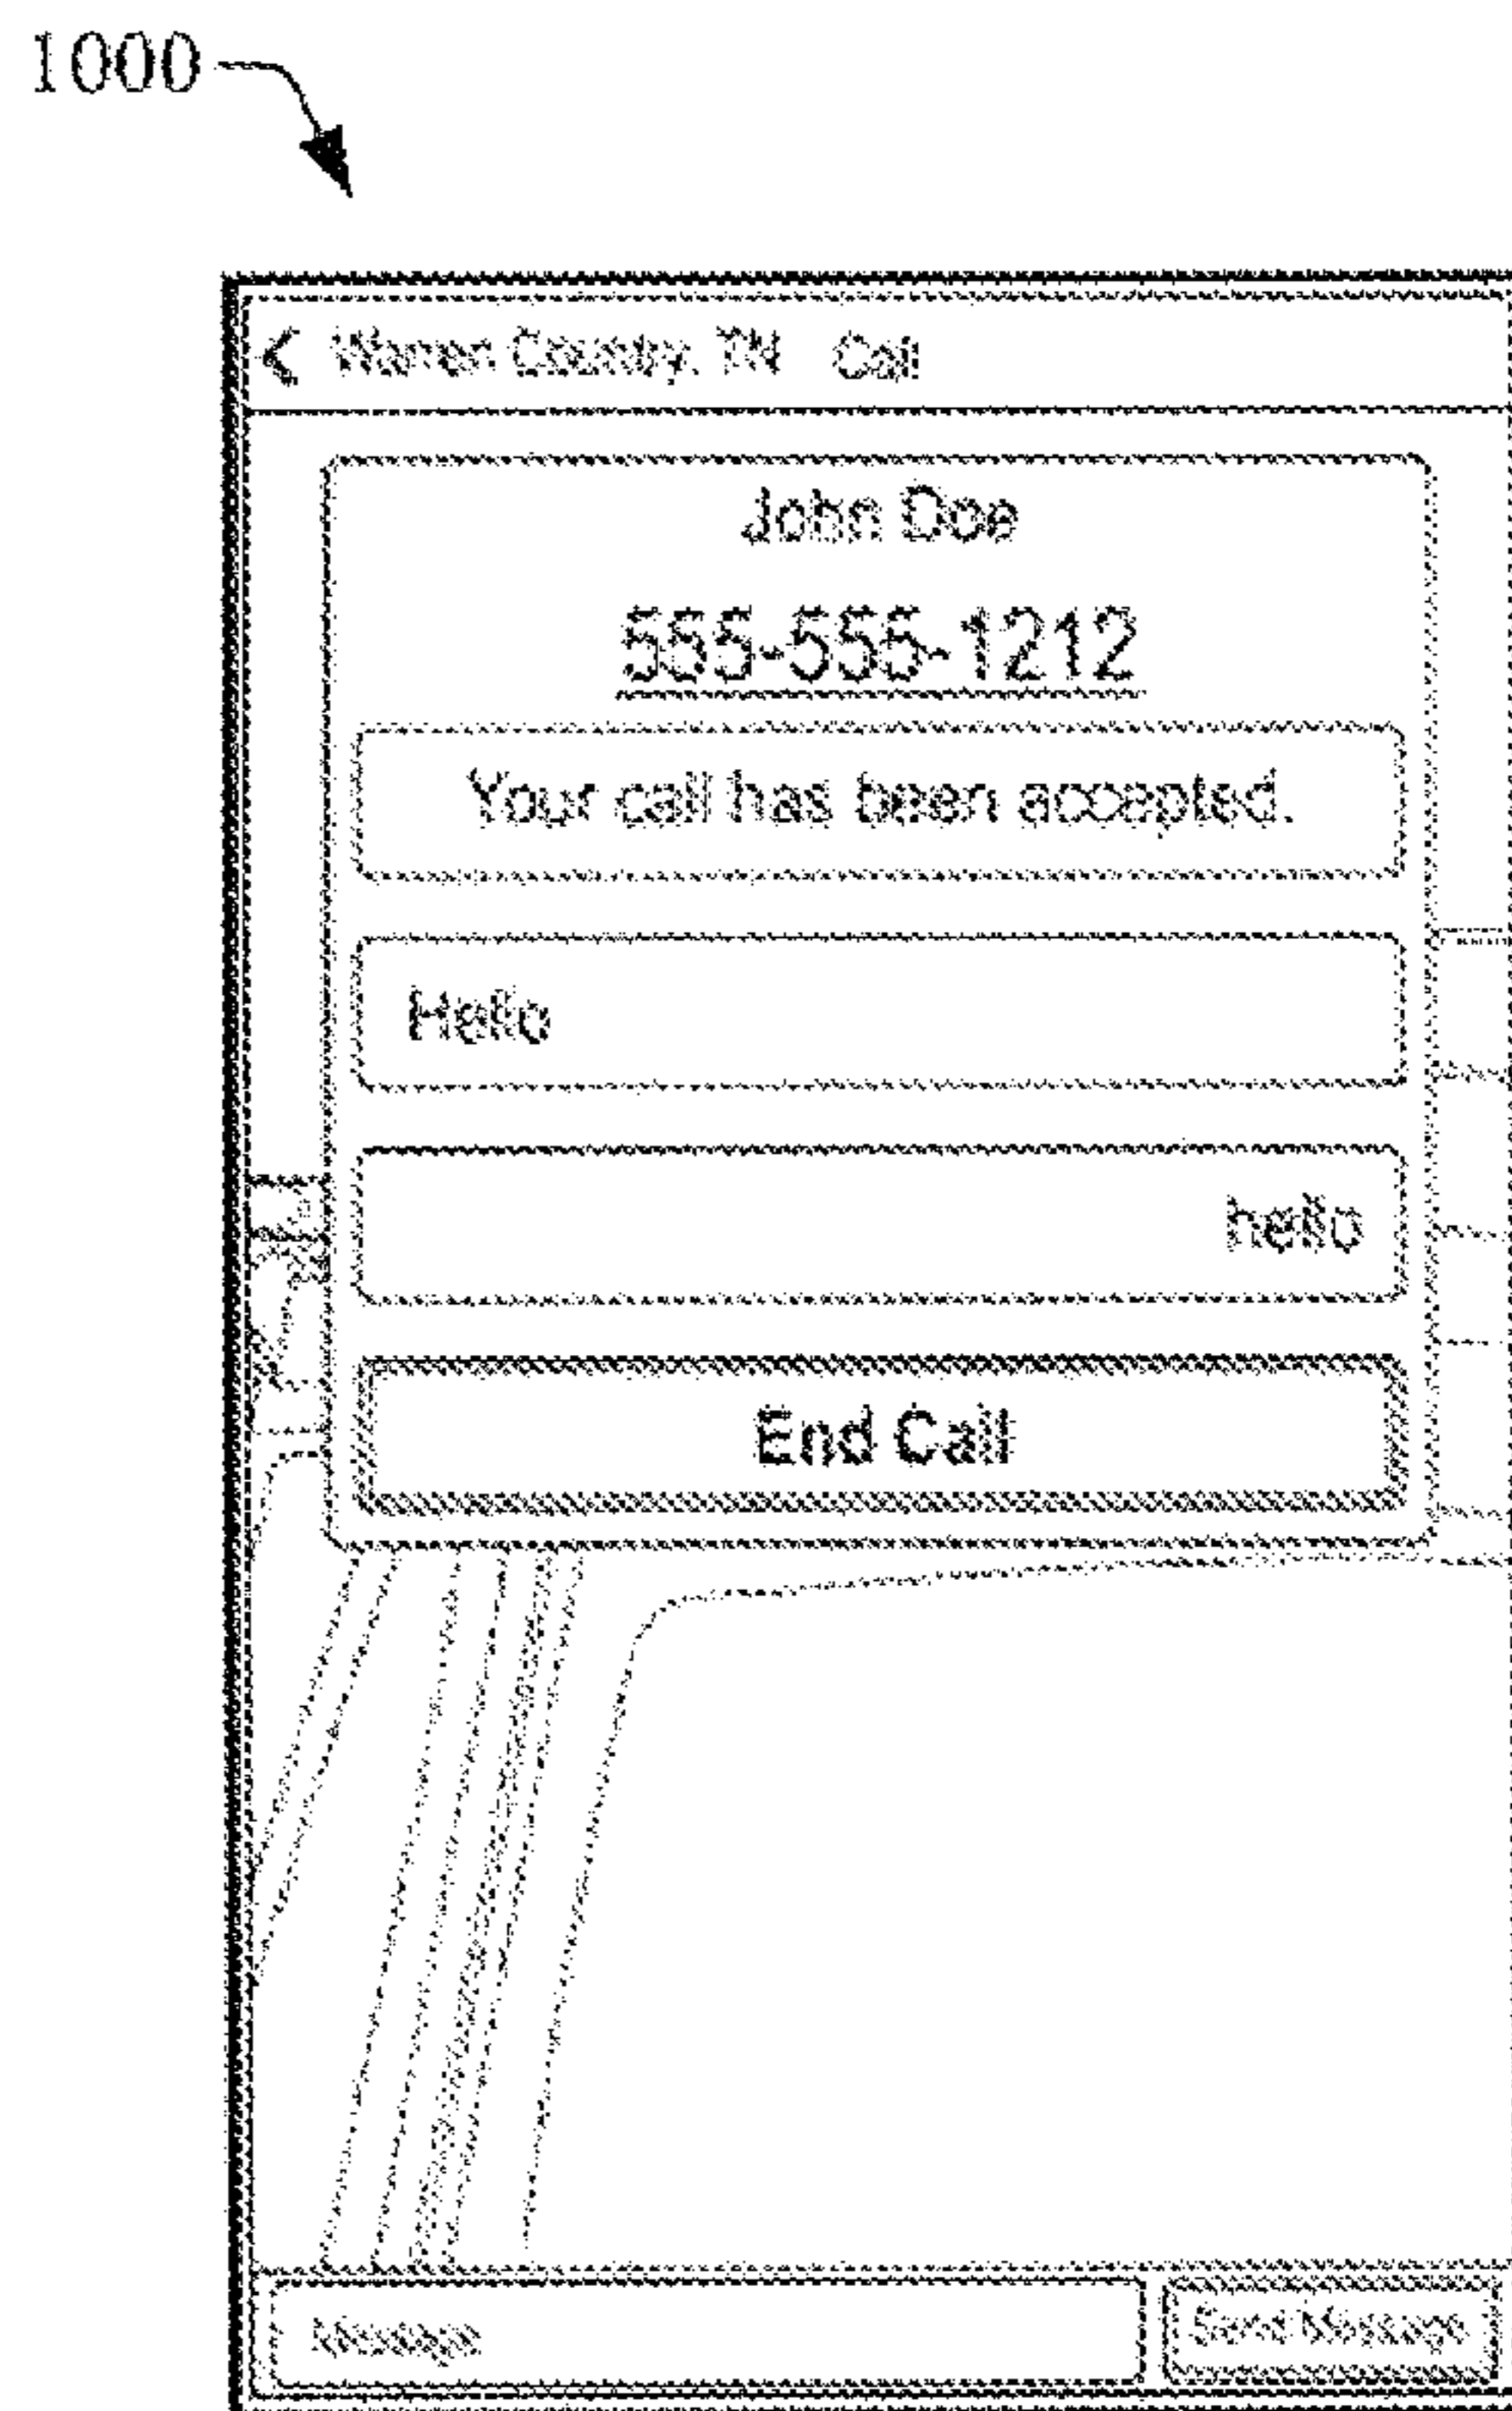 1000
Warren County, TN Call
John Doe
555-555-1212
Your call has been accepted.
Hello
hello
End Call
Message
Send Message